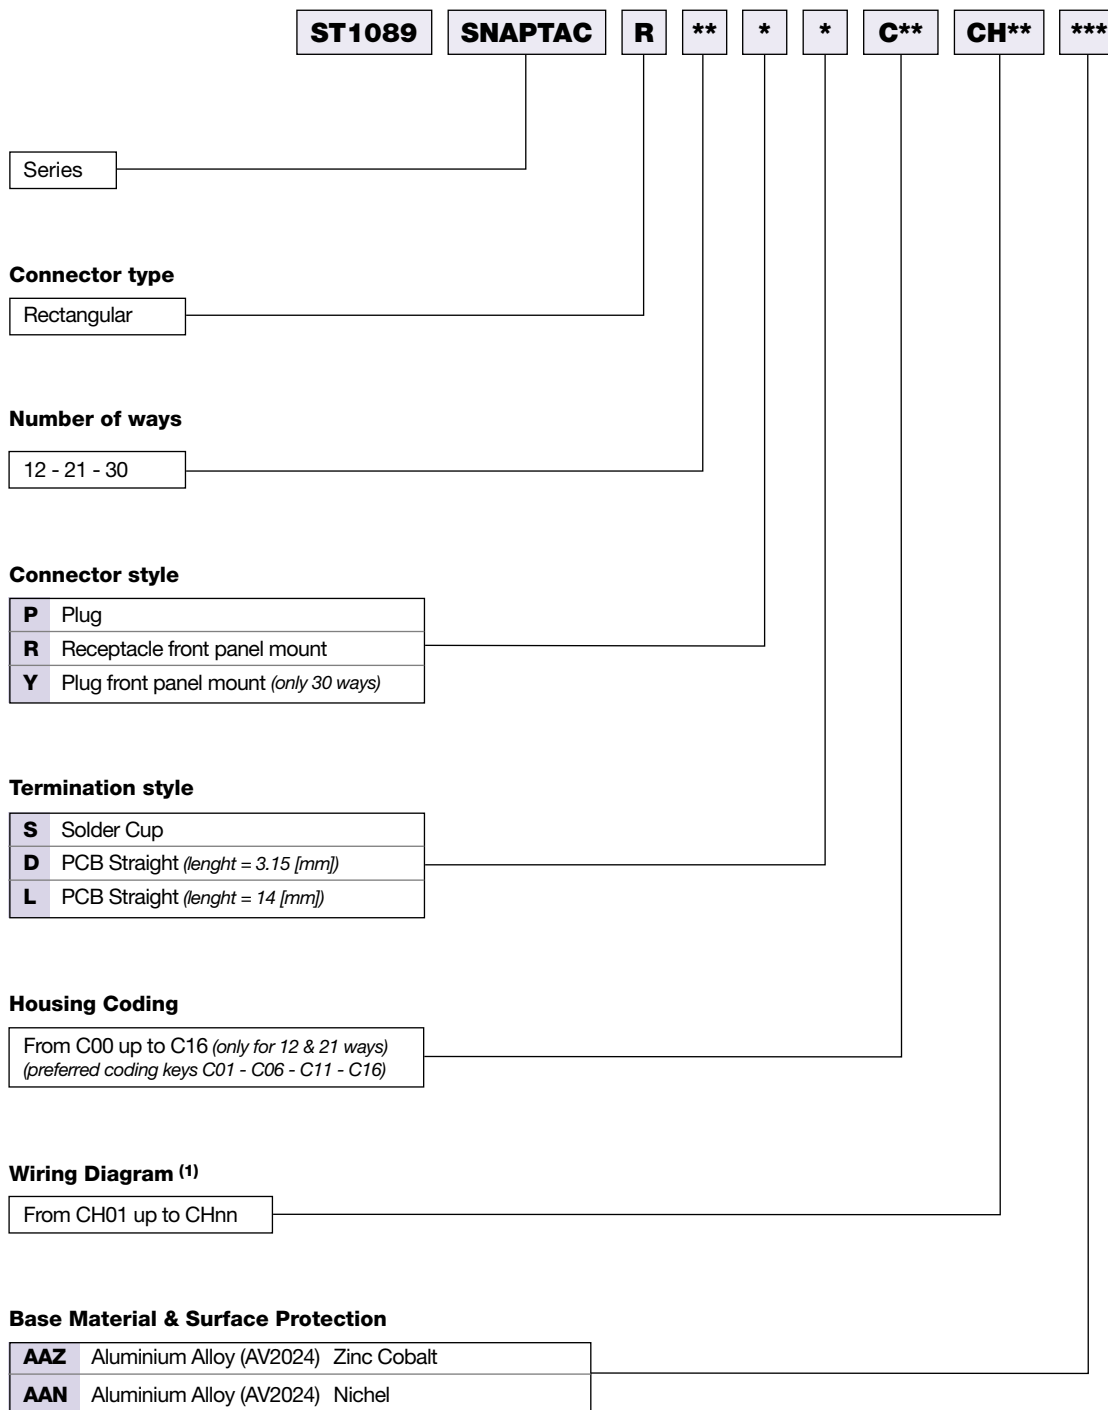 ST1089 SNAPTAC R ** * * C** CH** ***
Series
Connector type
Rectangular
Number of ways
12 - 21 - 30
Connector style
P Plug
R Receptacle front panel mount
Y Plug front panel mount (only 30 ways)
Termination style
S Solder Cup
D PCB Straight (lenght = 3.15 [mm])
L PCB Straight (lenght = 14 [mm])
Housing Coding
From C00 up to C16 (only for 12 & 21 ways)
(preferred coding keys C01 - C06 - C11 - C16)
Wiring Diagram (1)
From CH01 up to CHnn
Base Material & Surface Protection
AAZ Aluminium Alloy (AV2024) Zinc Cobalt
AAN Aluminium Alloy (AV2024) Nichel